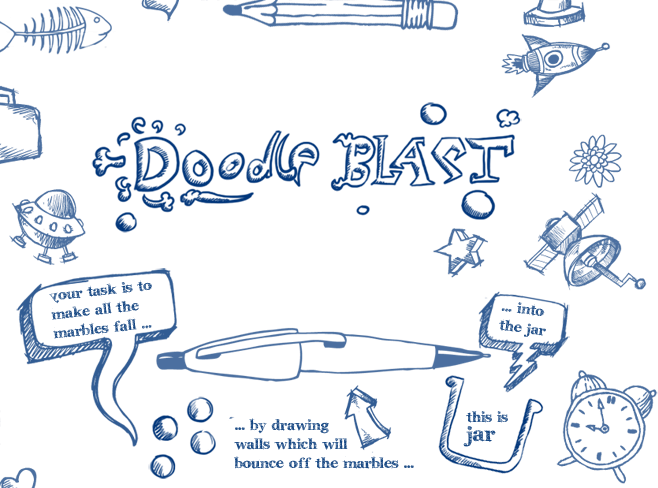 Doodle BLAST
your task is to
make all the
marbles fall ...
... into
the jar
this is
jar
... by drawing
walls which will
bounce off the marbles ...